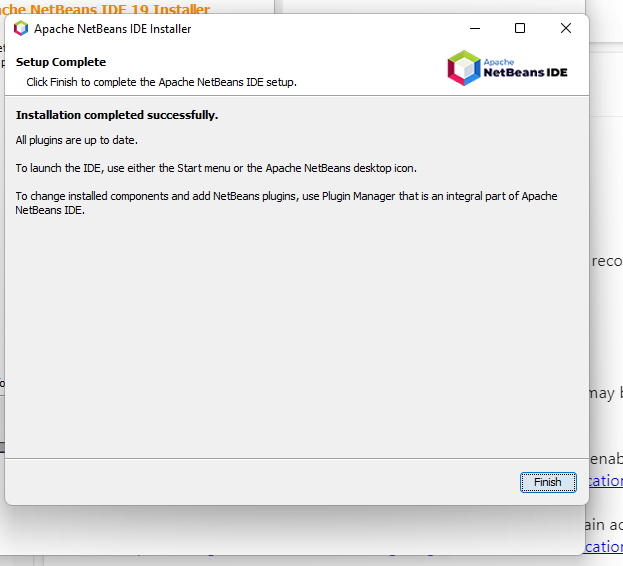 che NetBeans IDE 19 Installer
Apache NetBeans IDE Installer
Setup Complete
Click Finish to complete the Apache NetBeans IDE setup.
Apache
NetBeans IDE
Installation completed successfully.
All plugins are up to date.
To launch the IDE, use either the Start menu or the Apache NetBeans desktop icon.
To change installed components and add NetBeans plugins, use Plugin Manager that is an integral part of Apache
NetBeans IDE.
reco
may b
enab
cation
Finish
ain ac
cation